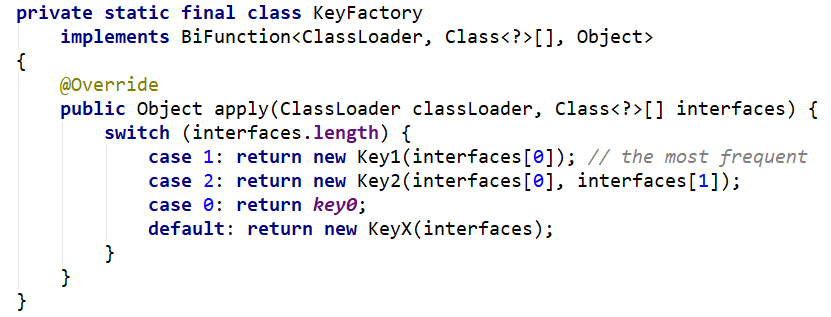 private static final class KeyFactory
    implements BiFunction<ClassLoader, Class<?>[], Object>
{
    @Override
    public Object apply(ClassLoader classLoader, Class<?>[] interfaces) {
        switch (interfaces.length) {
            case 1: return new Key1(interfaces[0]); // the most frequent
            case 2: return new Key2(interfaces[0], interfaces[1]);
            case 0: return key0;
            default: return new KeyX(interfaces);
        }
    }
}